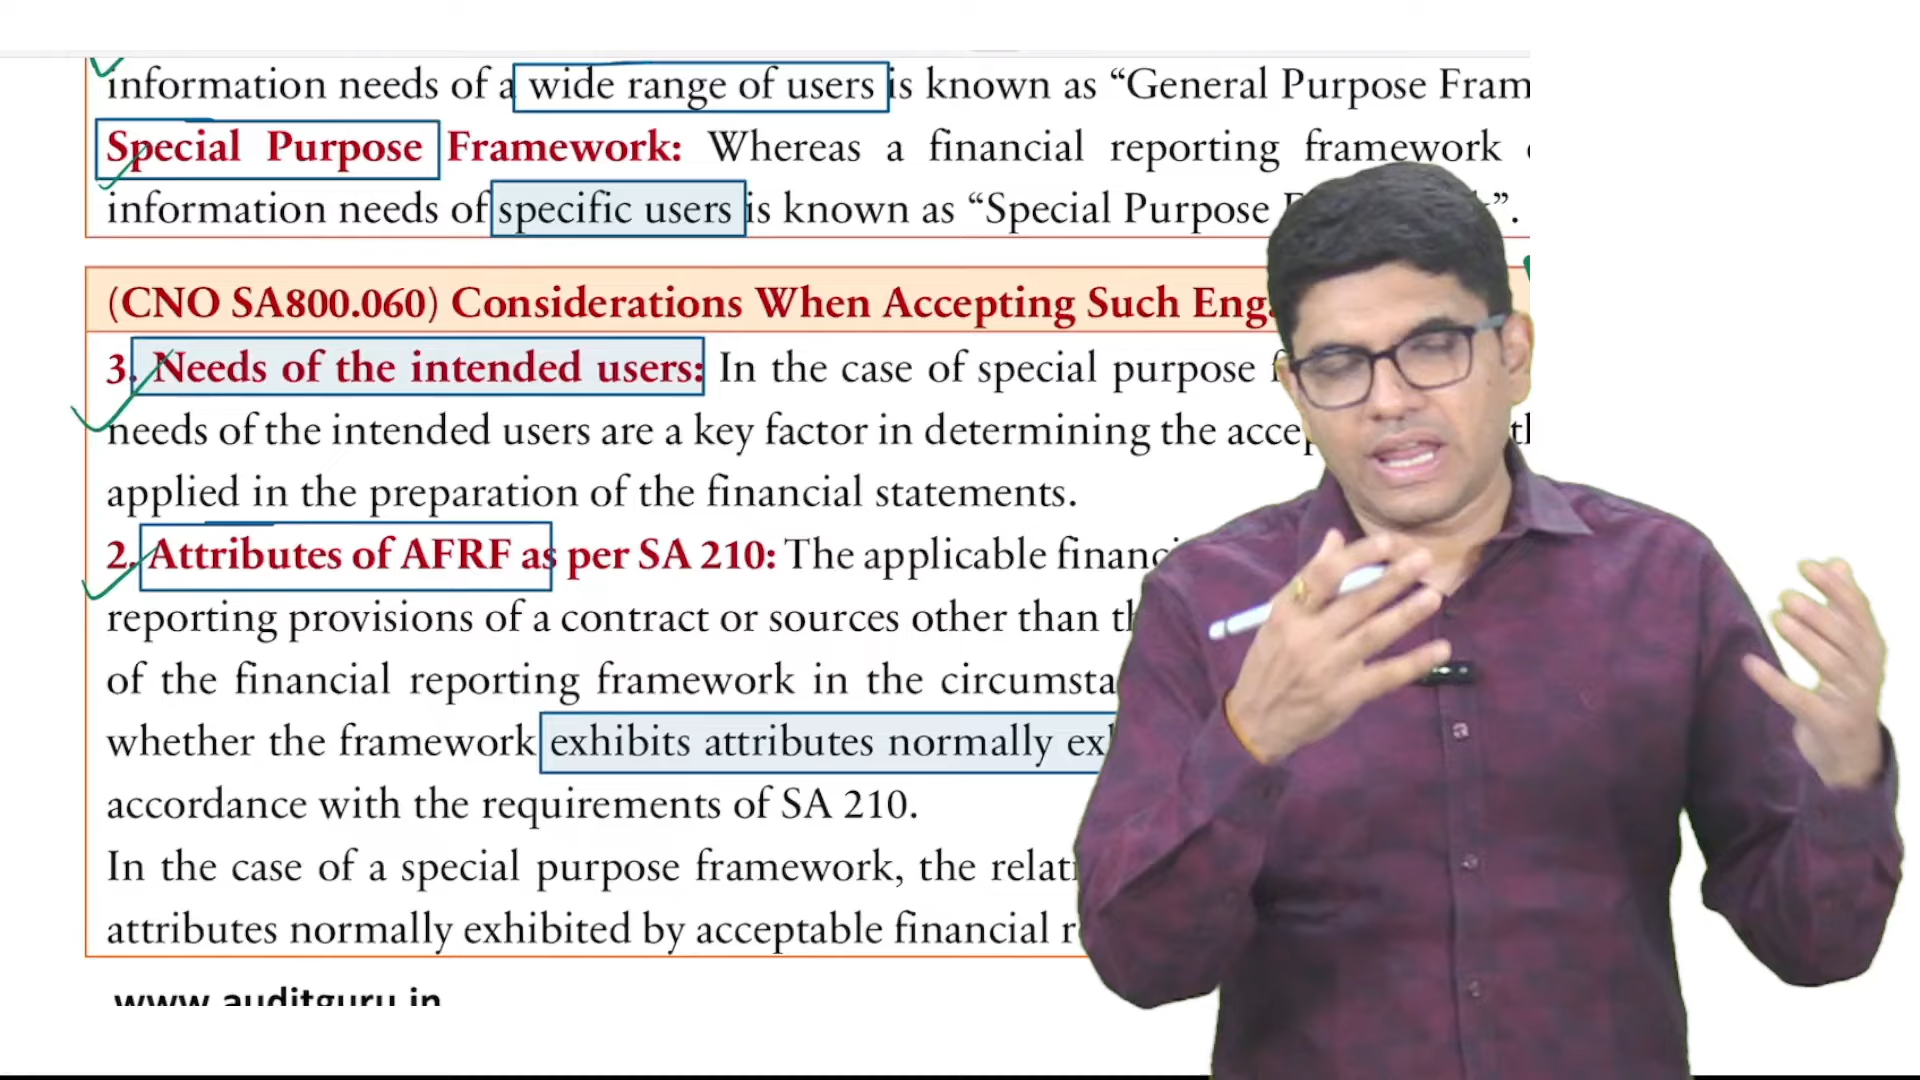 information needs of a wide range of users is known as “General Purpose Fram
Special Purpose Framework: Whereas a financial reporting framework
information needs of specific users is known as “Special Purpose ”.
(CNO SA800.060) Considerations When Accepting Such Eng
3. Needs of the intended users: In the case of special purpose
needs of the intended users are a key factor in determining the acce
applied in the preparation of the financial statements.
2. Attributes of AFRF as per SA 210: The applicable financ
reporting provisions of a contract or sources other than th
of the financial reporting framework in the circumsta
whether the framework exhibits attributes normally ex
accordance with the requirements of SA 210.
In the case of a special purpose framework, the relati
attributes normally exhibited by acceptable financial r
www.auditguru.in